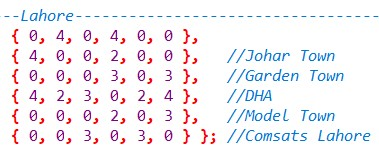 --Lahore--------------------------------
{ 0, 4, 0, 4, 0, 0 },
{ 4, 0, 0, 2, 0, 0 }, //Johar Town
{ 0, 0, 0, 3, 0, 3 }, //Garden Town
{ 4, 2, 3, 0, 2, 4 }, //DHA
{ 0, 0, 0, 2, 0, 3 }, //Model Town
{ 0, 0, 3, 0, 3, 0 } }; //Comsats Lahore